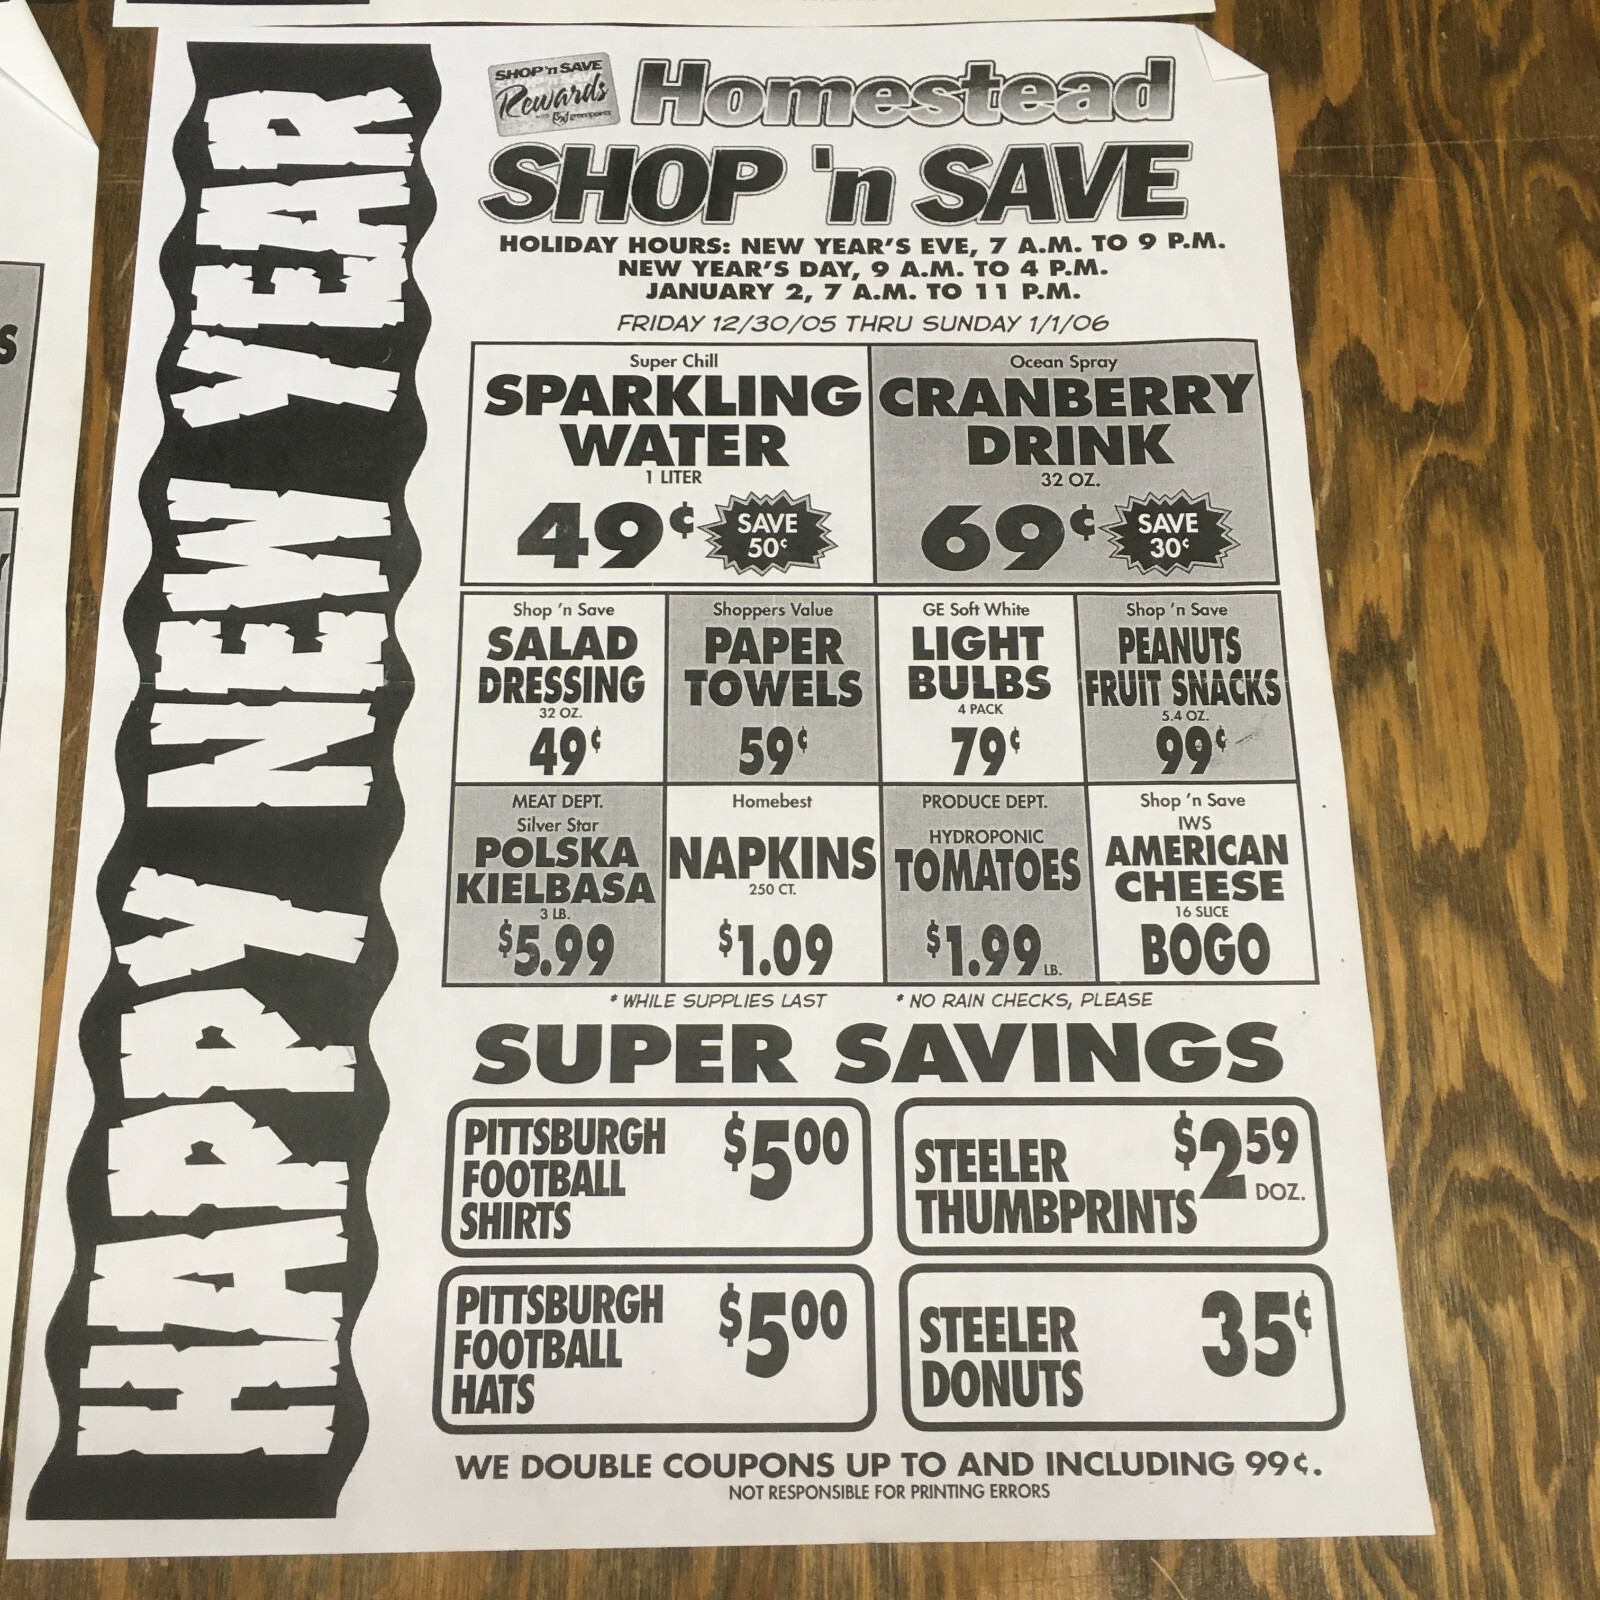 HAPPY NEW YEAR
SHOP 'n SAVE
Rewards
with S&H greenpoints
Homestead
SHOP 'n SAVE
HOLIDAY HOURS: NEW YEAR'S EVE, 7 A.M. TO 9 P.M.
NEW YEAR'S DAY, 9 A.M. TO 4 P.M.
JANUARY 2, 7 A.M. TO 11 P.M.
FRIDAY 12/30/05 THRU SUNDAY 1/1/06
Super Chill
SPARKLING
WATER
1 LITER
49¢
SAVE
50¢
Ocean Spray
CRANBERRY
DRINK
32 OZ.
69¢
SAVE
30¢
Shop 'n Save
SALAD
DRESSING
32 OZ.
49¢
Shoppers Value
PAPER
TOWELS
59¢
GE Soft White
LIGHT
BULBS
4 PACK
79¢
Shop 'n Save
PEANUTS
FRUIT SNACKS
5.4 OZ.
99¢
MEAT DEPT.
Silver Star
POLSKA
KIELBASA
3 LB.
$5.99
Homebest
NAPKINS
250 CT.
$1.09
PRODUCE DEPT.
HYDROPONIC
TOMATOES
$1.99 LB.
Shop 'n Save
IWS
AMERICAN
CHEESE
16 SLICE
BOGO
* WHILE SUPPLIES LAST * NO RAIN CHECKS, PLEASE
SUPER SAVINGS
PITTSBURGH
FOOTBALL
SHIRTS
$5.00
STEELER
THUMBPRINTS
$2.59
DOZ.
PITTSBURGH
FOOTBALL
HATS
$5.00
STEELER
DONUTS
35¢
WE DOUBLE COUPONS UP TO AND INCLUDING 99¢.
NOT RESPONSIBLE FOR PRINTING ERRORS